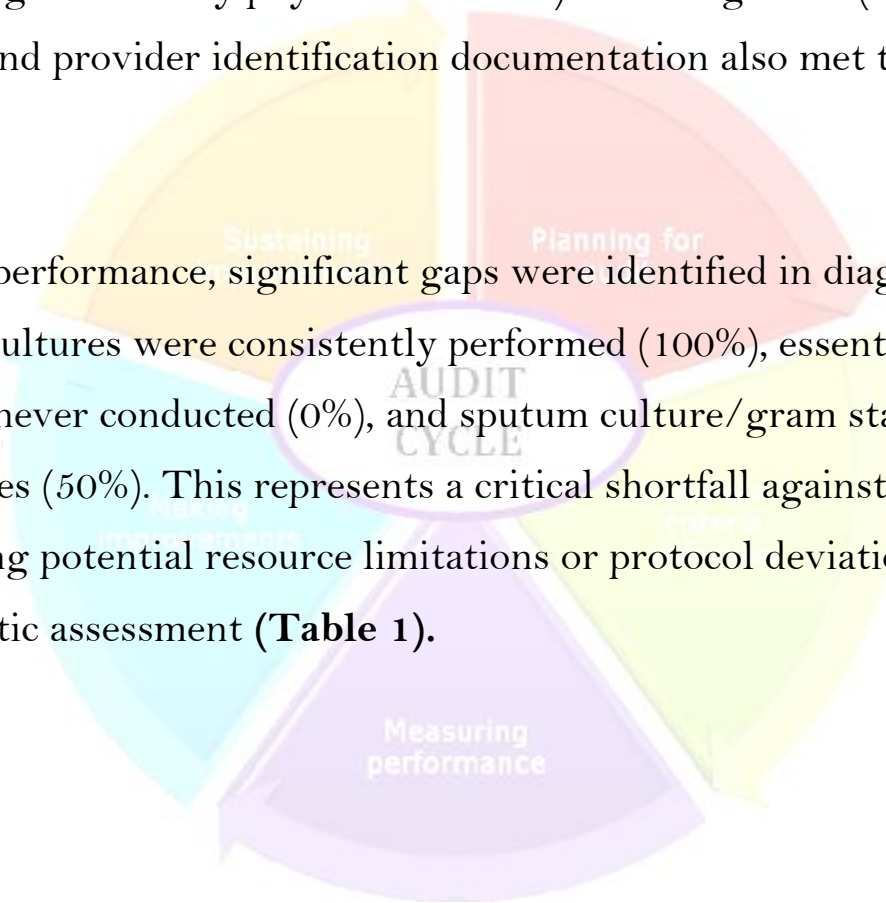 nd provider identification documentation also met t
Sustaining
Planning for
performance, significant gaps were identified in diag
ultures were consistently performed (100%), essent
AUDIT
never conducted (0%), and sputum culture/gram sta
CYCLE
es (50%). This represents a critical shortfall against
Making
criteria
improvements
ng potential resource limitations or protocol deviatio
tic assessment (Table 1).
Measuring
performance